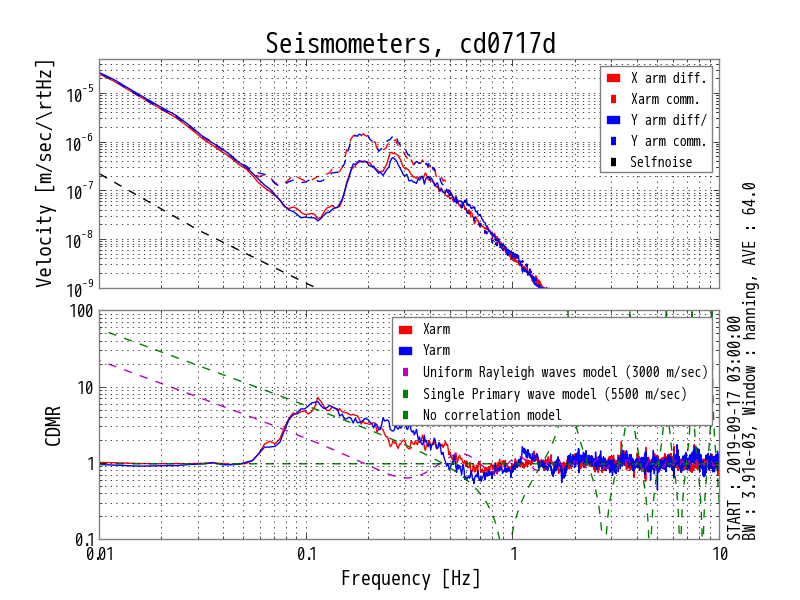 Seismometers, cd0717d
Velocity [m/sec/\rtHz]
10^-5
10^-6
10^-7
10^-8
10^-9
X arm diff.
Xarm comm.
Y arm diff/
Y arm comm.
Selfnoise
CDMR
100
10
1
0.1
Xarm
Yarm
Uniform Rayleigh waves model (3000 m/sec)
Single Primary wave model (5500 m/sec)
No correlation model
0.01
0.1
1
10
Frequency [Hz]
START : 2019-09-17 03:00:00
BW : 3.91e-03, Window : hanning, AVE : 64.0